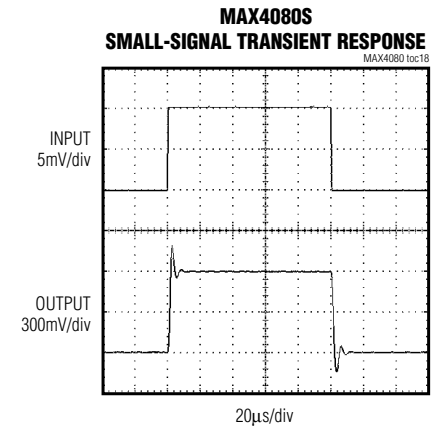 MAX4080S
SMALL-SIGNAL TRANSIENT RESPONSE
MAX4080 toc18
INPUT
5mV/div
OUTPUT
300mV/div
20μs/div